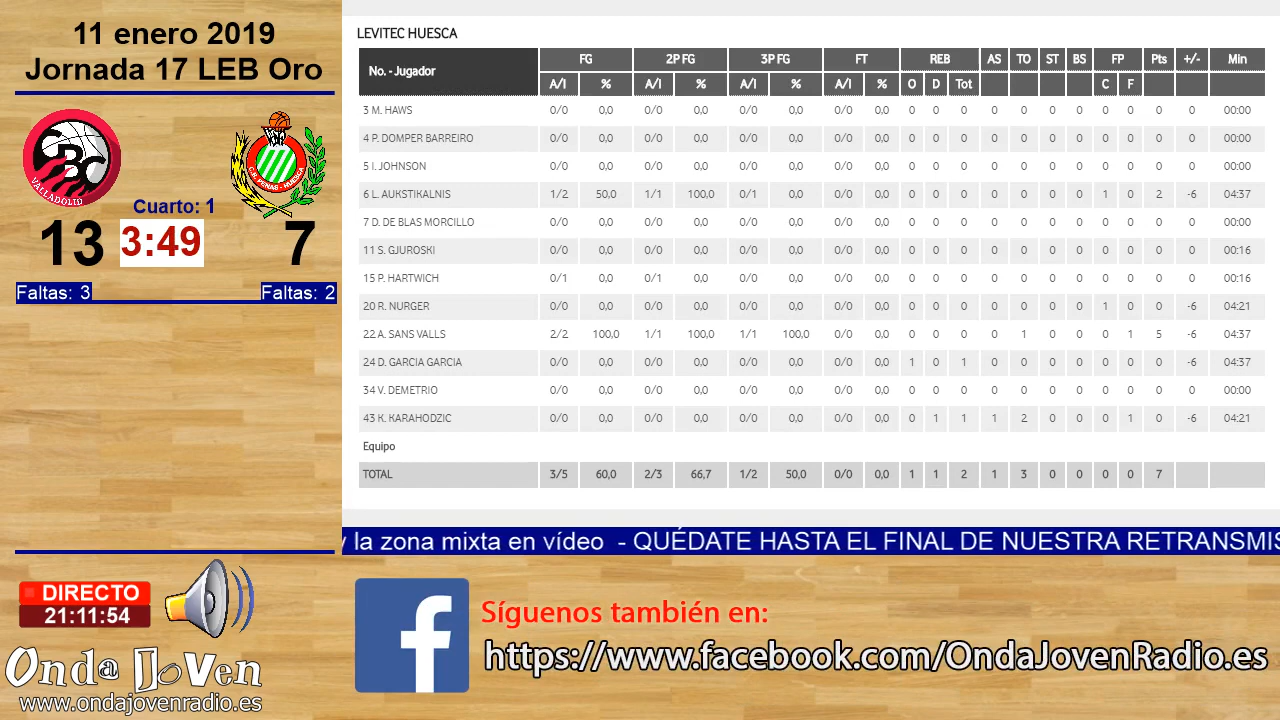 11 enero 2019
Jornada 17 LEB Oro
VALLADOLID
C.B. PEÑAS - HUESCA
Cuarto: 1
13 3:49 7
Faltas: 3 Faltas: 2
LEVITEC HUESCA
No. - Jugador FG 2P FG 3P FG FT REB AS TO ST BS FP Pts +/- Min
A/I % A/I % A/I % A/I % O D Tot C F
3 M. HAWS 0/0 0,0 0/0 0,0 0/0 0,0 0/0 0,0 0 0 0 0 0 0 0 0 0 0 0 00:00
4 P. DOMPER BARREIRO 0/0 0,0 0/0 0,0 0/0 0,0 0/0 0,0 0 0 0 0 0 0 0 0 0 0 0 00:00
5 I. JOHNSON 0/0 0,0 0/0 0,0 0/0 0,0 0/0 0,0 0 0 0 0 0 0 0 0 0 0 0 00:00
6 L. AUKSTIKALNIS 1/2 50,0 1/1 100,0 0/1 0,0 0/0 0,0 0 0 0 0 0 0 0 1 0 2 -6 04:37
7 D. DE BLAS MORCILLO 0/0 0,0 0/0 0,0 0/0 0,0 0/0 0,0 0 0 0 0 0 0 0 0 0 0 0 00:00
11 S. GJUROSKI 0/0 0,0 0/0 0,0 0/0 0,0 0/0 0,0 0 0 0 0 0 0 0 0 0 0 0 00:16
15 P. HARTWICH 0/1 0,0 0/1 0,0 0/0 0,0 0/0 0,0 0 0 0 0 0 0 0 0 0 0 0 00:16
20 R. NURGER 0/0 0,0 0/0 0,0 0/0 0,0 0/0 0,0 0 0 0 0 0 0 0 1 0 0 -6 04:21
22 A. SANS VALLS 2/2 100,0 1/1 100,0 1/1 100,0 0/0 0,0 0 0 0 0 1 0 0 0 1 5 -6 04:37
24 D. GARCIA GARCIA 0/0 0,0 0/0 0,0 0/0 0,0 0/0 0,0 1 0 1 0 0 0 0 0 0 0 -6 04:37
34 V. DEMETRIO 0/0 0,0 0/0 0,0 0/0 0,0 0/0 0,0 0 0 0 0 0 0 0 0 0 0 0 00:00
43 K. KARAHODZIC 0/0 0,0 0/0 0,0 0/0 0,0 0/0 0,0 0 1 1 1 2 0 0 0 1 0 -6 04:21
Equipo
TOTAL 3/5 60,0 2/3 66,7 1/2 50,0 0/0 0,0 1 1 2 1 3 0 0 0 0 7
y la zona mixta en vídeo - QUÉDATE HASTA EL FINAL DE NUESTRA RETRANSMIS
DIRECTO
21:11:54
Onda Joven
www.ondajovenradio.es
Síguenos también en:
https://www.facebook.com/OndaJovenRadio.es